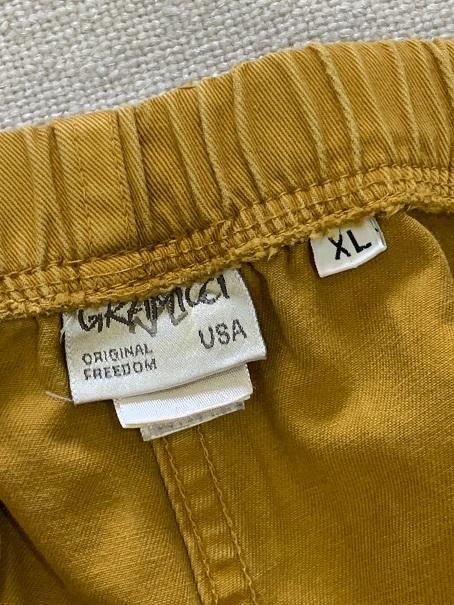 XL
GRAMICCI
USA
ORIGINAL
FREEDOM